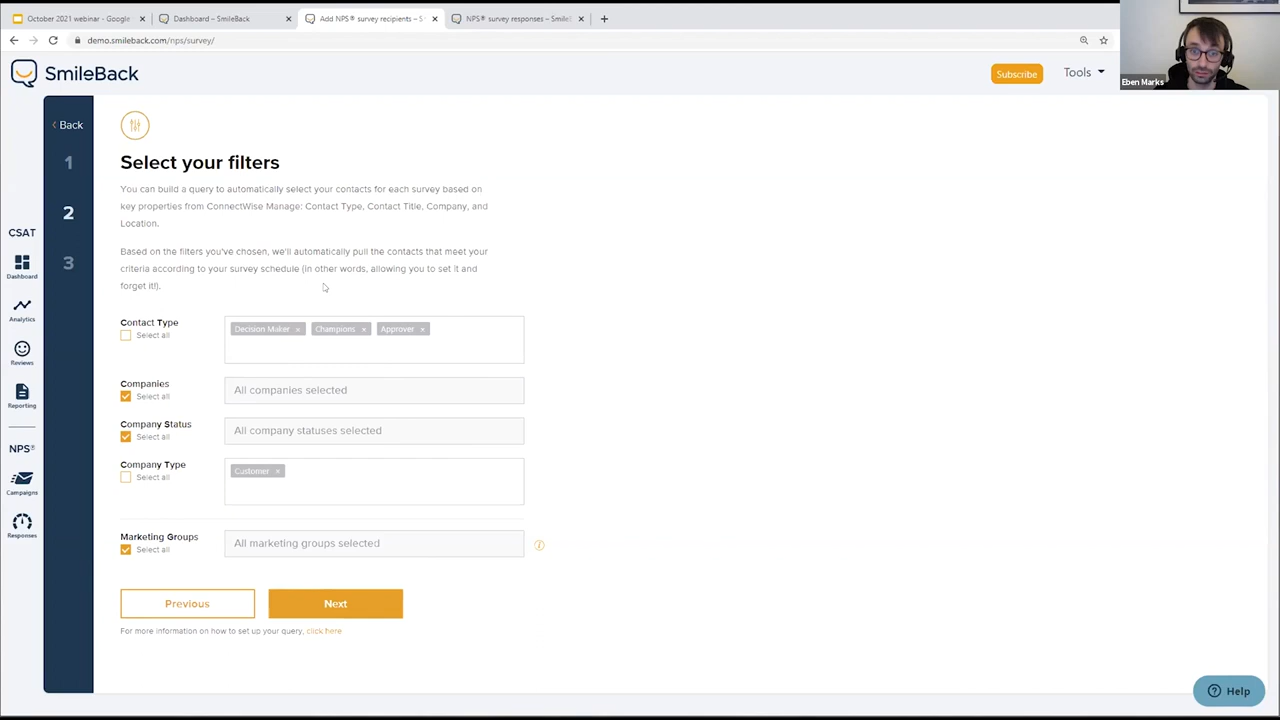 October 2021 webinar - Google
Dashboard – SmileBack
Add NPS® survey recipients – S
NPS® survey responses – Smile
demo.smileback.com/nps/survey/
SmileBack
Subscribe
Tools
Eben Marks
Back
1
2
3
CSAT
Dashboard
Analytics
Reviews
Reporting
NPS®
Campaigns
Responses
Select your filters
You can build a query to automatically select your contacts for each survey based on
key properties from ConnectWise Manage: Contact Type, Contact Title, Company, and
Location.
Based on the filters you've chosen, we'll automatically pull the contacts that meet your
criteria according to your survey schedule (in other words, allowing you to set it and
forget it!).
Contact Type
Select all
Decision Maker × Champions × Approver ×
Companies
Select all
All companies selected
Company Status
Select all
All company statuses selected
Company Type
Select all
Customer ×
Marketing Groups
Select all
All marketing groups selected
Previous
Next
For more information on how to set up your query, click here
Help